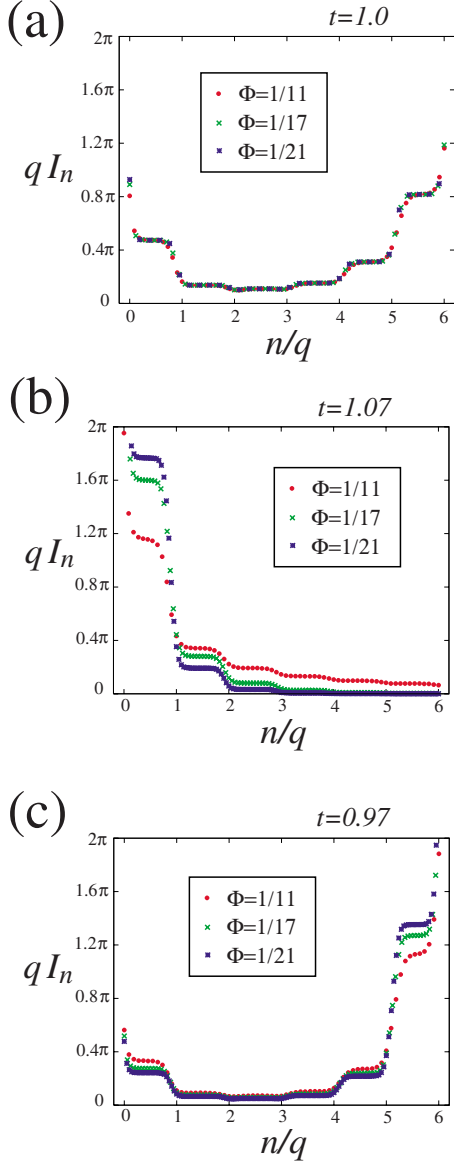 (a)
t=1.0
2π
1.6π
1.2π
0.8π
0.4π
0
q I_n
Φ=1/11
Φ=1/17
Φ=1/21
0 1 2 3 4 5 6
n/q
(b)
t=1.07
2π
1.6π
1.2π
0.8π
0.4π
0
q I_n
Φ=1/11
Φ=1/17
Φ=1/21
0 1 2 3 4 5 6
n/q
(c)
t=0.97
2π
1.6π
1.2π
0.8π
0.4π
0
q I_n
Φ=1/11
Φ=1/17
Φ=1/21
0 1 2 3 4 5 6
n/q